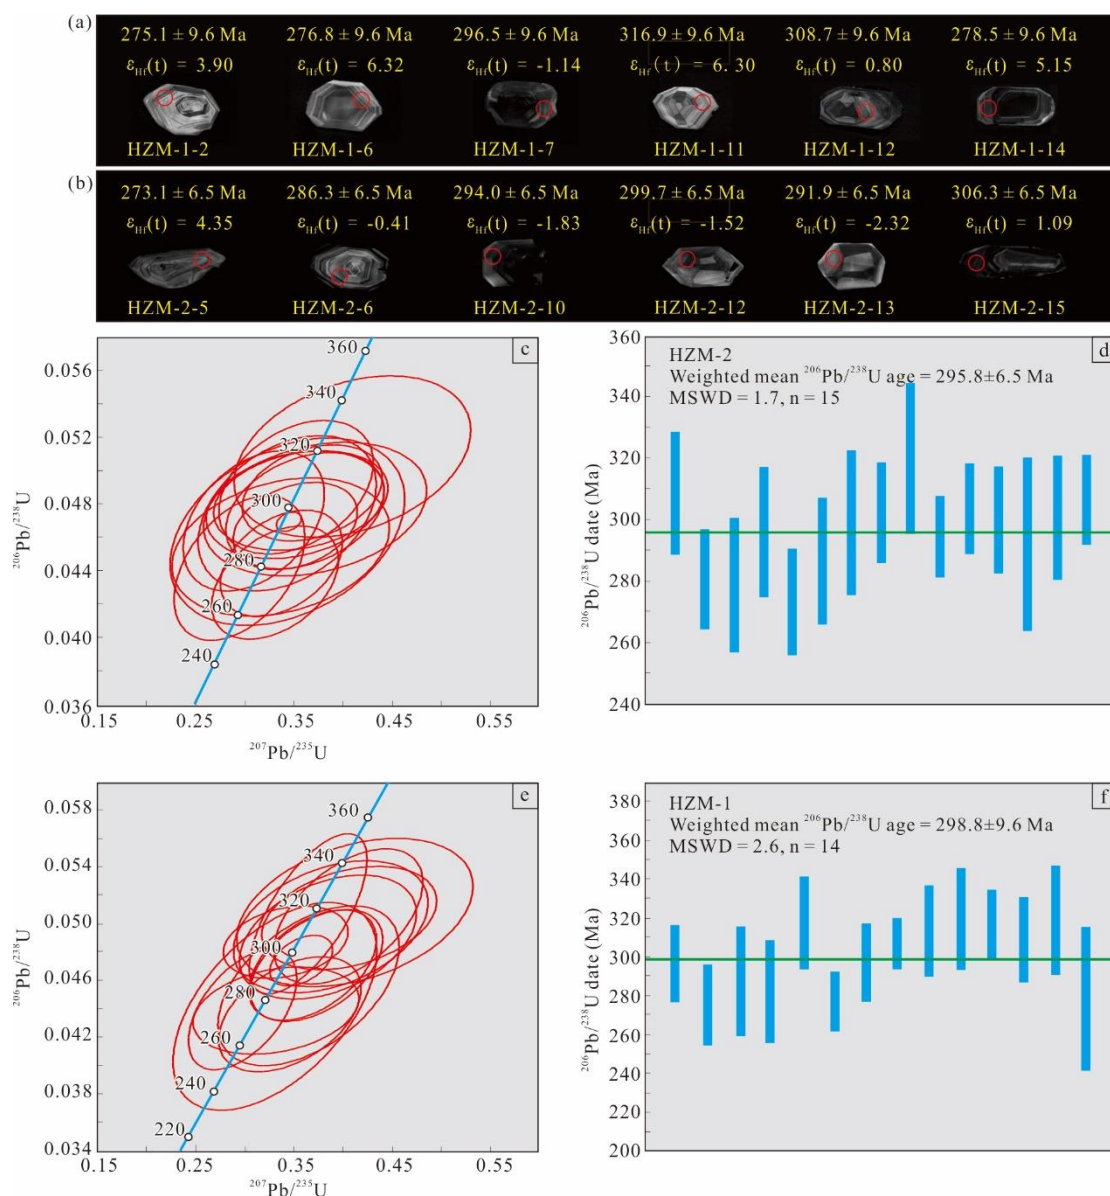 (a)
275.1 ± 9.6 Ma 276.8 ± 9.6 Ma 296.5 ± 9.6 Ma 316.9 ± 9.6 Ma 308.7 ± 9.6 Ma 278.5 ± 9.6 Ma
εHf(t) = 3.90 εHf(t) = 6.32 εHf(t) = -1.14 εHf(t) = 6.30 εHf(t) = 0.80 εHf(t) = 5.15
HZM-1-2 HZM-1-6 HZM-1-7 HZM-1-11 HZM-1-12 HZM-1-14
(b)
273.1 ± 6.5 Ma 286.3 ± 6.5 Ma 294.0 ± 6.5 Ma 299.7 ± 6.5 Ma 291.9 ± 6.5 Ma 306.3 ± 6.5 Ma
εHf(t) = 4.35 εHf(t) = -0.41 εHf(t) = -1.83 εHf(t) = -1.52 εHf(t) = -2.32 εHf(t) = 1.09
HZM-2-5 HZM-2-6 HZM-2-10 HZM-2-12 HZM-2-13 HZM-2-15
c
360
340
320
300
280
260
240
0.056
0.052
0.048
0.044
0.040
0.036
²⁰⁶Pb/²³⁸U
0.15 0.25 0.35 0.45 0.55
²⁰⁷Pb/²³⁵U
d
HZM-2
Weighted mean ²⁰⁶Pb/²³⁸U age = 295.8±6.5 Ma
MSWD = 1.7, n = 15
360
340
320
300
280
260
240
²⁰⁶Pb/²³⁸U date (Ma)
e
360
340
320
300
280
260
240
220
0.058
0.054
0.050
0.046
0.042
0.038
0.034
²⁰⁶Pb/²³⁸U
0.15 0.25 0.35 0.45 0.55
²⁰⁷Pb/²³⁵U
f
HZM-1
Weighted mean ²⁰⁶Pb/²³⁸U age = 298.8±9.6 Ma
MSWD = 2.6, n = 14
380
360
340
320
300
280
260
240
220
200
²⁰⁶Pb/²³⁸U date (Ma)